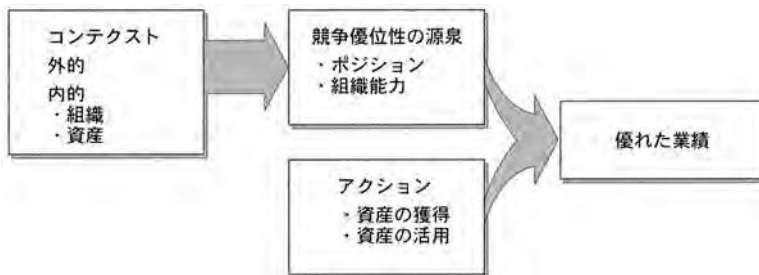 コンテクスト
外的
内的
・組織
・資産
競争優位性の源泉
・ポジション
・組織能力
アクション
・資産の獲得
・資産の活用
優れた業績